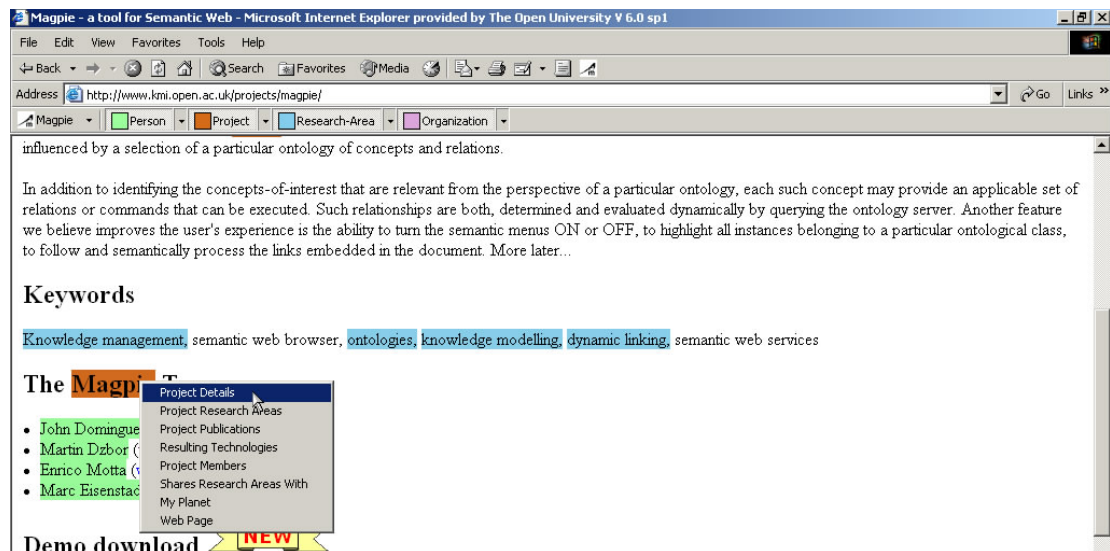 Magpie - a tool for Semantic Web - Microsoft Internet Explorer provided by The Open University V 6.0 sp1
File Edit View Favorites Tools Help
Back Search Favorites Media
Address http://www.kmi.open.ac.uk/projects/magpie/ Go Links »
Magpie Person Project Research-Area Organization
influenced by a selection of a particular ontology of concepts and relations.
In addition to identifying the concepts-of-interest that are relevant from the perspective of a particular ontology, each such concept may provide an applicable set of
relations or commands that can be executed. Such relationships are both, determined and evaluated dynamically by querying the ontology server. Another feature
we believe improves the user's experience is the ability to turn the semantic menus ON or OFF, to highlight all instances belonging to a particular ontological class,
to follow and semantically process the links embedded in the document. More later...
Keywords
Knowledge management, semantic web browser, ontologies, knowledge modelling, dynamic linking, semantic web services
The Magpi T
Project Details
Project Research Areas
Project Publications
Resulting Technologies
Project Members
Shares Research Areas With
My Planet
Web Page
John Domingue
Martin Dzbor (
Enrico Motta (
Marc Eisenstad
Demo download NEW